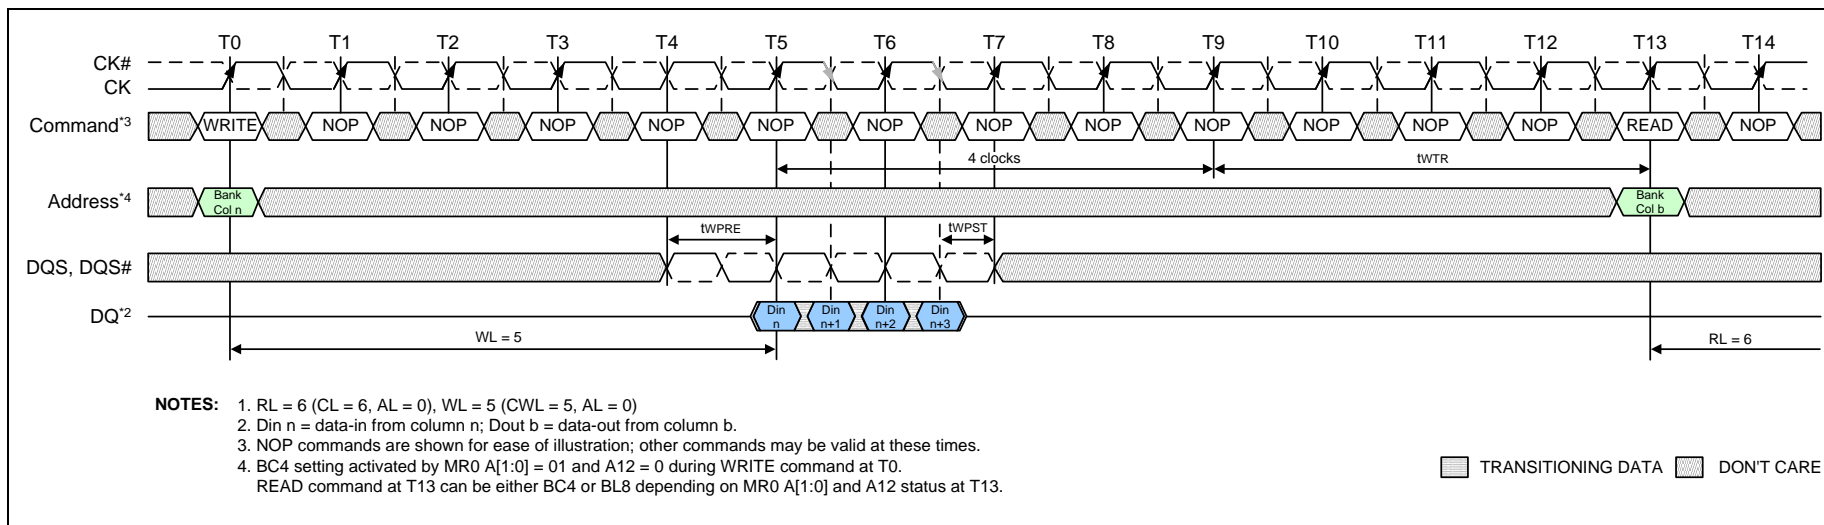 T0 T1 T2 T3 T4 T5 T6 T7 T8 T9 T10 T11 T12 T13 T14
CK#
CK
Command*3 WRITE NOP NOP NOP NOP NOP NOP NOP NOP NOP NOP NOP NOP READ NOP
4 clocks tWTR
Address*4 Bank Col n Bank Col b
tWPRE tWPST
DQS, DQS#
DQ*2 Din n Din n+1 Din n+2 Din n+3
WL = 5 RL = 6
NOTES: 1. RL = 6 (CL = 6, AL = 0), WL = 5 (CWL = 5, AL = 0)
2. Din n = data-in from column n; Dout b = data-out from column b.
3. NOP commands are shown for ease of illustration; other commands may be valid at these times.
4. BC4 setting activated by MR0 A[1:0] = 01 and A12 = 0 during WRITE command at T0.
READ command at T13 can be either BC4 or BL8 depending on MR0 A[1:0] and A12 status at T13.
TRANSITIONING DATA DON'T CARE